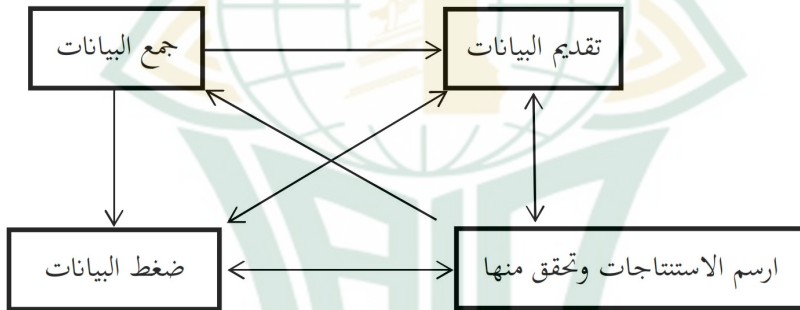 جمع البيانات
تقديم البيانات
ضغط البيانات
ارسم الاستنتاجات وتحقق منها